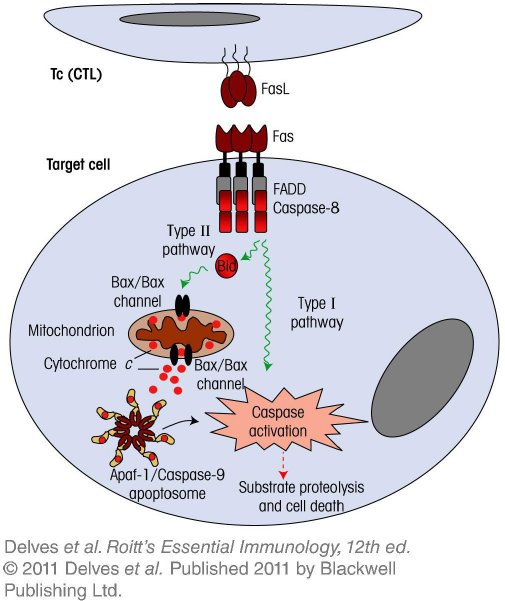 Tc (CTL)
FasL
Fas
Target cell
FADD
Caspase-8
Type II
pathway
Bid
Bax/Bax
channel
Type I
pathway
Mitochondrion
Cytochrome c
Bax/Bax
channel
Caspase
activation
Apaf-1/Caspase-9
apoptosome
Substrate proteolysis
and cell death
Delves et al. Roitt's Essential Immunology, 12th ed.
© 2011 Delves et al. Published 2011 by Blackwell
Publishing Ltd.